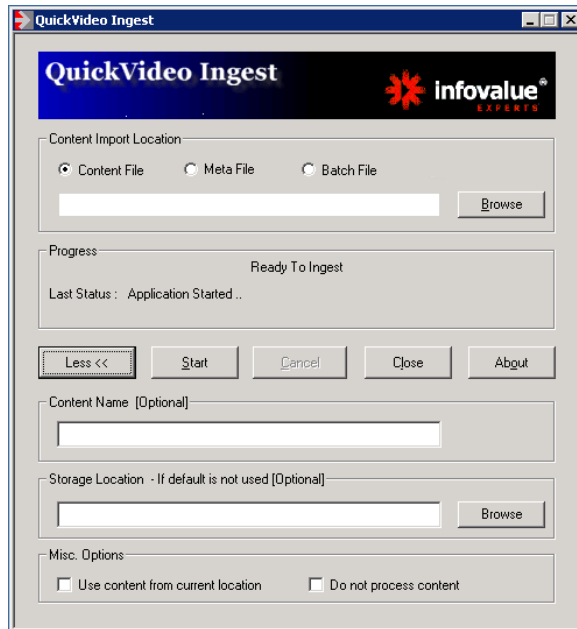 QuickVideo Ingest
QuickVideo Ingest
infovalue®
EXPERTS
Content Import Location
Content File Meta File Batch File
Browse
Progress
Ready To Ingest
Last Status : Application Started ..
Less << Start Cancel Close About
Content Name [Optional]
Storage Location - If default is not used [Optional]
Browse
Misc. Options
Use content from current location Do not process content